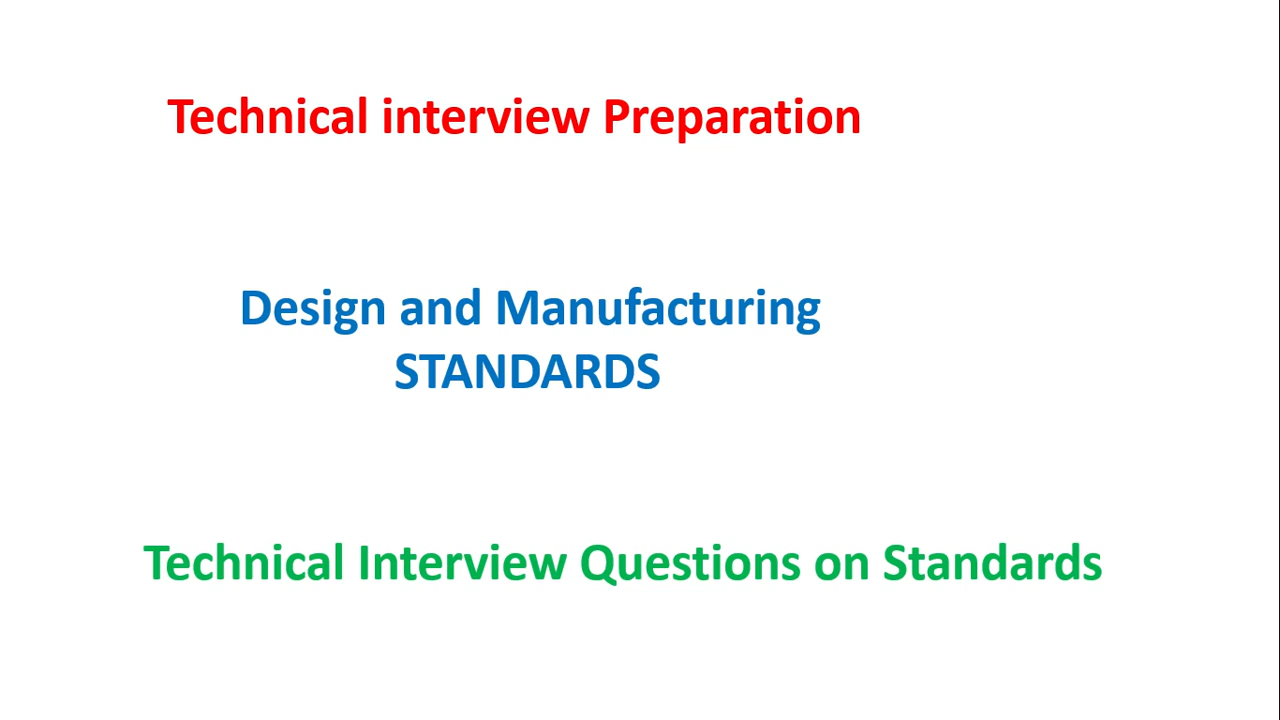 Technical interview Preparation
Design and Manufacturing
STANDARDS
Technical Interview Questions on Standards